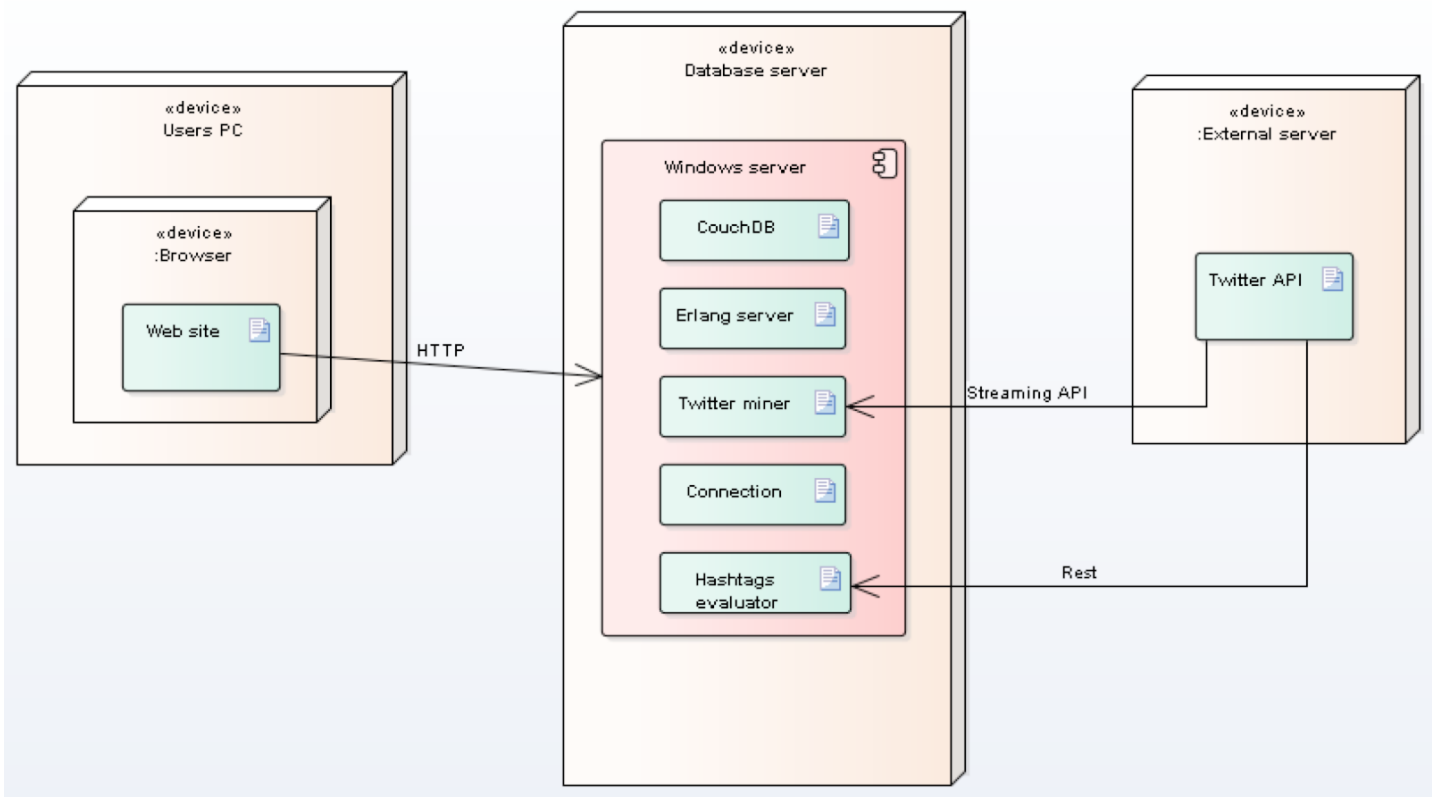 «device»
Users PC
«device»
:Browser
Web site
HTTP
«device»
Database server
Windows server
CouchDB
Erlang server
Twitter miner
Connection
Hashtags
evaluator
Streaming API
Rest
«device»
:External server
Twitter API